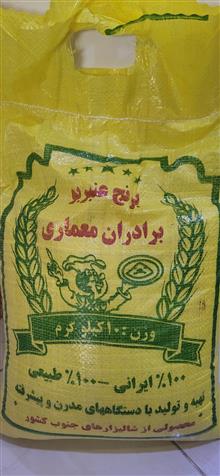 برنج عنبربو
برادران معماری
وزن ۱۰ کیلو گرم
۱۰۰٪ ایرانی - ۱۰۰٪ طبیعی
تهیه و تولید با دستگاههای مدرن و پیشرفته
محصولی از شالیزارهای جنوب کشور